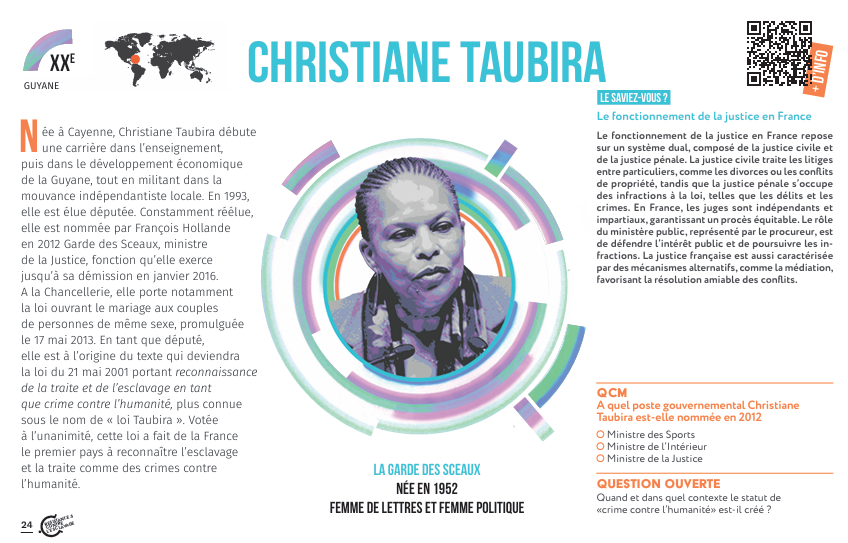 XXE
GUYANE
CHRISTIANE TAUBIRA
+ D'INFO
Née à Cayenne, Christiane Taubira débute
une carrière dans l'enseignement,
puis dans le développement économique
de la Guyane, tout en militant dans la
mouvance indépendantiste locale. En 1993,
elle est élue députée. Constamment réélue,
elle est nommée par François Hollande
en 2012 Garde des Sceaux, ministre
de la Justice, fonction qu'elle exerce
jusqu'à sa démission en janvier 2016.
A la Chancellerie, elle porte notamment
la loi ouvrant le mariage aux couples
de personnes de même sexe, promulguée
le 17 mai 2013. En tant que député,
elle est à l'origine du texte qui deviendra
la loi du 21 mai 2001 portant reconnaissance
de la traite et de l'esclavage en tant
que crime contre l'humanité, plus connue
sous le nom de « loi Taubira ». Votée
à l'unanimité, cette loi a fait de la France
le premier pays à reconnaître l'esclavage
et la traite comme des crimes contre
l'humanité.
LA GARDE DES SCEAUX
NÉE EN 1952
FEMME DE LETTRES ET FEMME POLITIQUE
LE SAVIEZ-VOUS ?
Le fonctionnement de la justice en France
Le fonctionnement de la justice en France repose
sur un système dual, composé de la justice civile et
de la justice pénale. La justice civile traite les litiges
entre particuliers, comme les divorces ou les conflits
de propriété, tandis que la justice pénale s'occupe
des infractions à la loi, telles que les délits et les
crimes. En France, les juges sont indépendants et
impartiaux, garantissant un procès équitable. Le rôle
du ministère public, représenté par le procureur, est
de défendre l'intérêt public et de poursuivre les in-
fractions. La justice française est aussi caractérisée
par des mécanismes alternatifs, comme la médiation,
favorisant la résolution amiable des conflits.
QCM
A quel poste gouvernemental Christiane
Taubira est-elle nommée en 2012
O Ministre des Sports
O Ministre de l'Intérieur
O Ministre de la Justice
QUESTION OUVERTE
Quand et dans quel contexte le statut de
«crime contre l'humanité» est-il créé ?
24